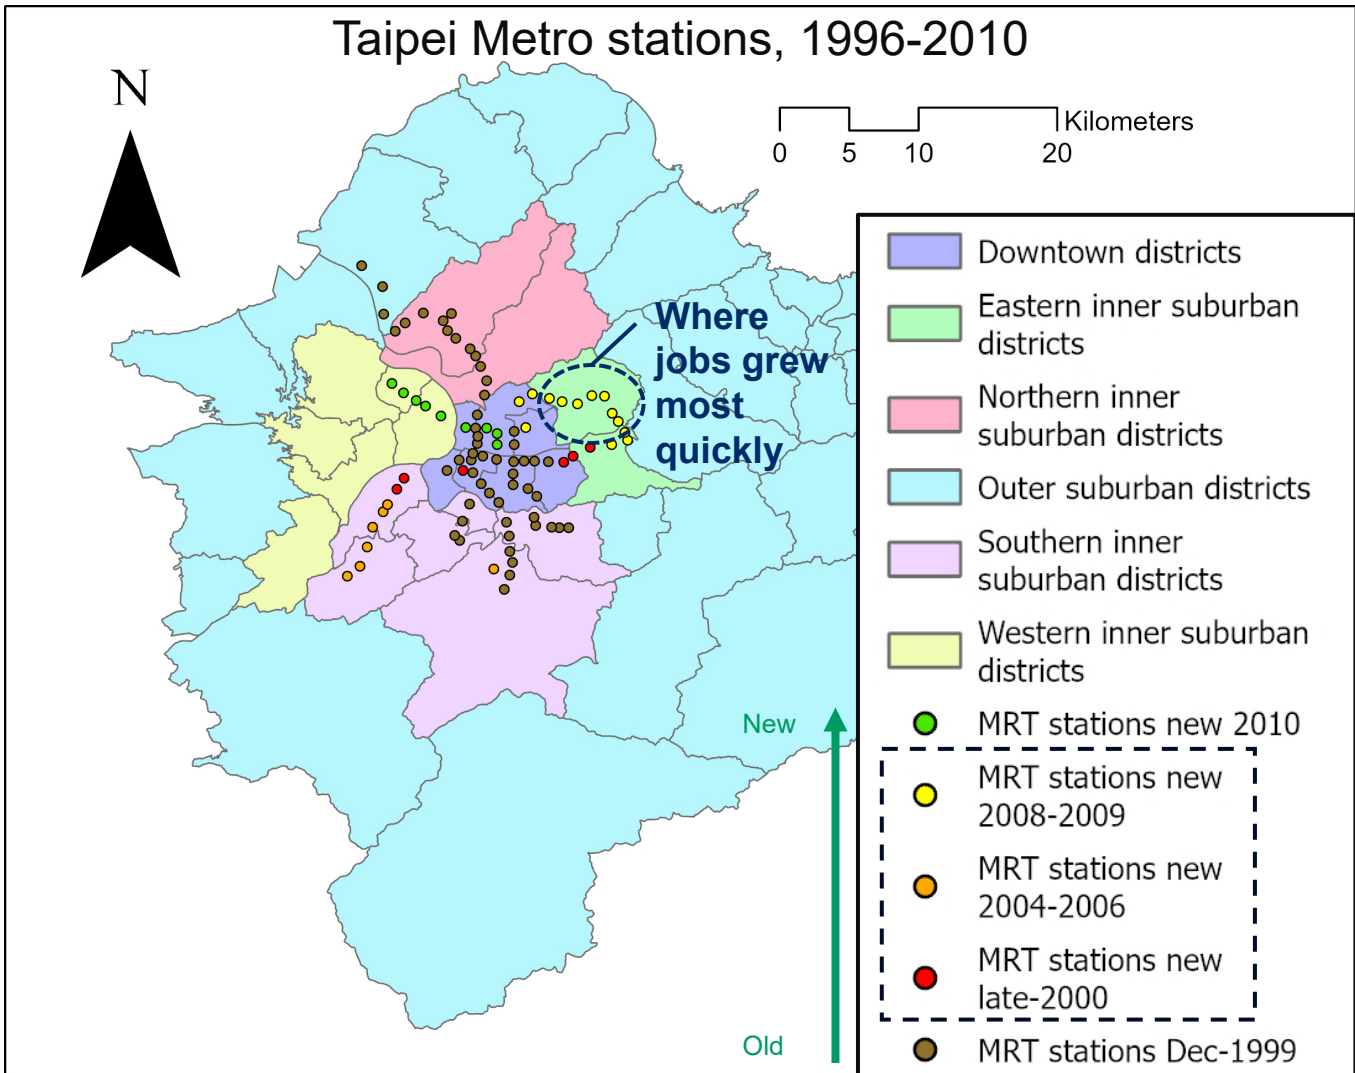 Taipei Metro stations, 1996-2010
N
Kilometers
0 5 10 20
Where
jobs grew
most
quickly
Downtown districts
Eastern inner suburban
districts
Northern inner
suburban districts
Outer suburban districts
Southern inner
suburban districts
Western inner suburban
districts
MRT stations new 2010
MRT stations new
2008-2009
MRT stations new
2004-2006
MRT stations new
late-2000
MRT stations Dec-1999
New
Old